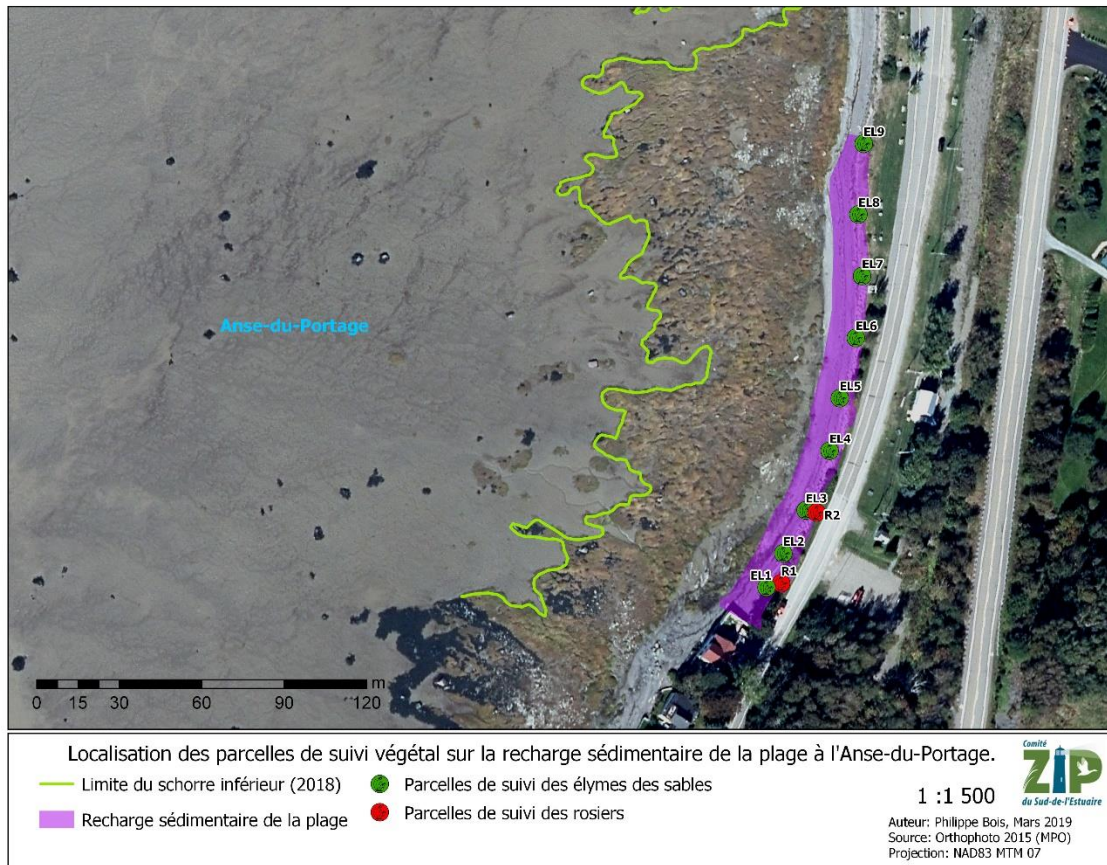 EL9
EL8
EL7
Anse-du-Portage
EL6
EL5
EL4
EL3
R2
EL2
EL1
R1
m
0 15 30 60 90 120
Localisation des parcelles de suivi végétal sur la recharge sédimentaire de la plage à l'Anse-du-Portage.
Limite du schorre inférieur (2018)
Parcelles de suivi des élymes des sables
Recharge sédimentaire de la plage
Parcelles de suivi des rosiers
1 :1 500
Comité
ZIP
du Sud-de-l'Estuaire
Auteur: Philippe Bois, Mars 2019
Source: Orthophoto 2015 (MPO)
Projection: NAD83 MTM 07